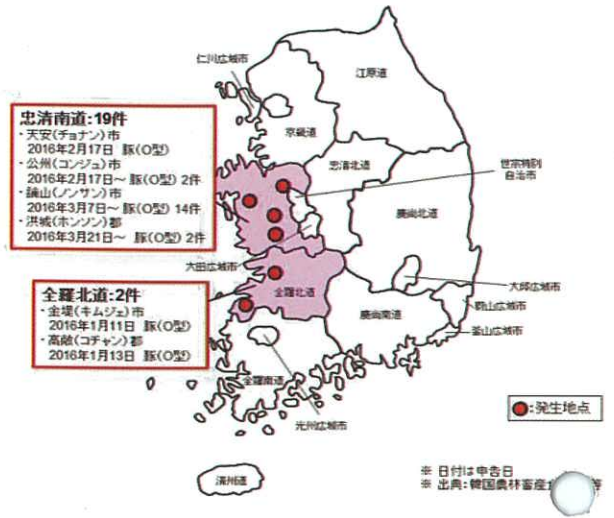 仁川広域市
江原道
京畿道
忠清北道
世宗特別
自治市
忠清南道:19件
・天安(チョナン)市
2016年2月17日 豚(O型)
・公州(コンジュ)市
2016年2月17日～ 豚(O型) 2件
・論山(ノンサン)市
2016年3月7日～ 豚(O型) 14件
・洪城(ホンソン)郡
2016年3月21日～ 豚(O型) 2件
慶尚北道
大田広域市
大邱広域市
全羅北道
全羅北道:2件
・金堤(キムジェ)市
2016年1月11日 豚(O型)
・高敞(コチャン)郡
2016年1月13日 豚(O型)
慶尚南道
蔚山広域市
釜山広域市
全羅南道
光州広域市
:発生地点
済州道
※ 日付は申告日
※ 出典:韓国農林畜産
等